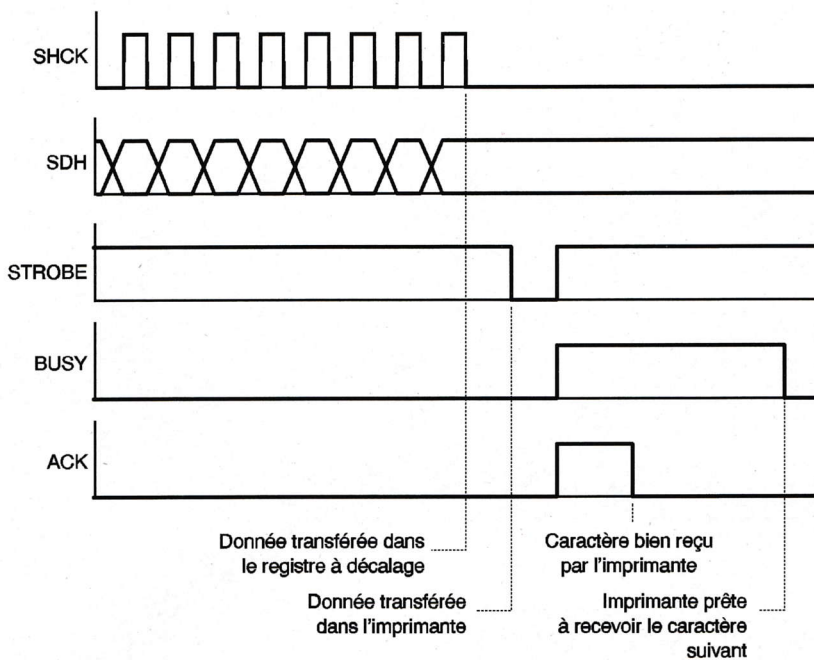 SHCK
SDH
STROBE
BUSY
ACK
Donnée transférée dans
le registre à décalage
Caractère bien reçu
par l'imprimante
Donnée transférée
dans l'imprimante
Imprimante prête
à recevoir le caractère
suivant